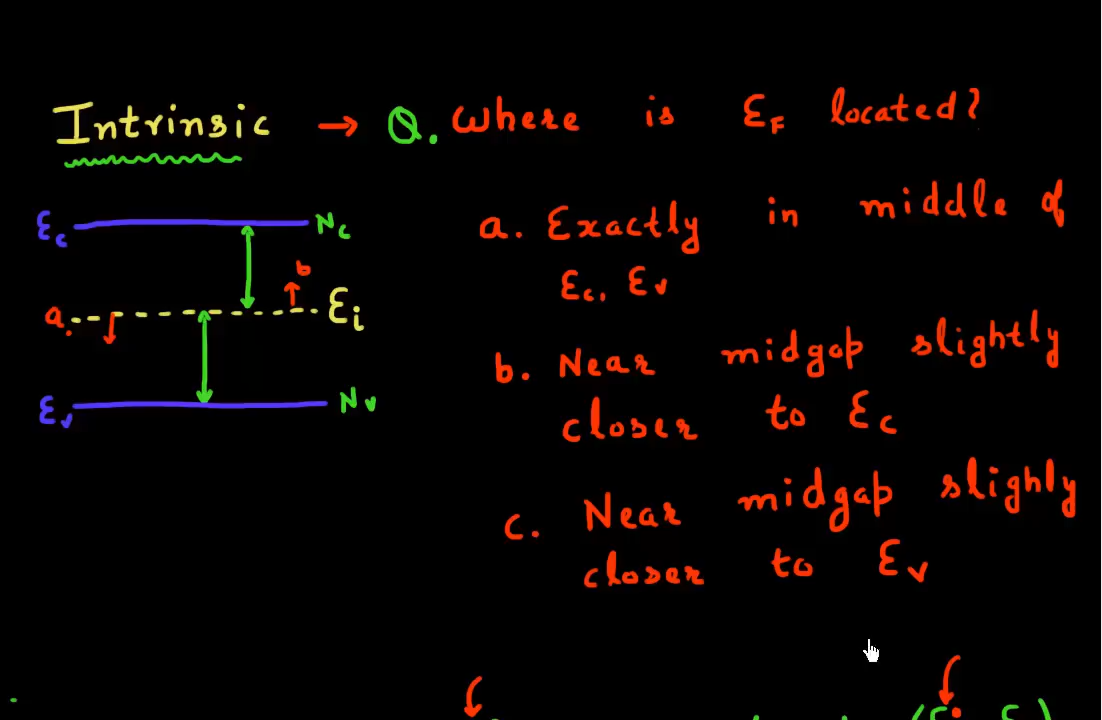 Intrinsic → Q. Where is EF located?
Ec Nc
a. Exactly in middle of
b
Ec, Ev
a. Ei
b. Near midgap slightly
closer to Ec
Ev Nv
c. Near midgap slighly
closer to Ev